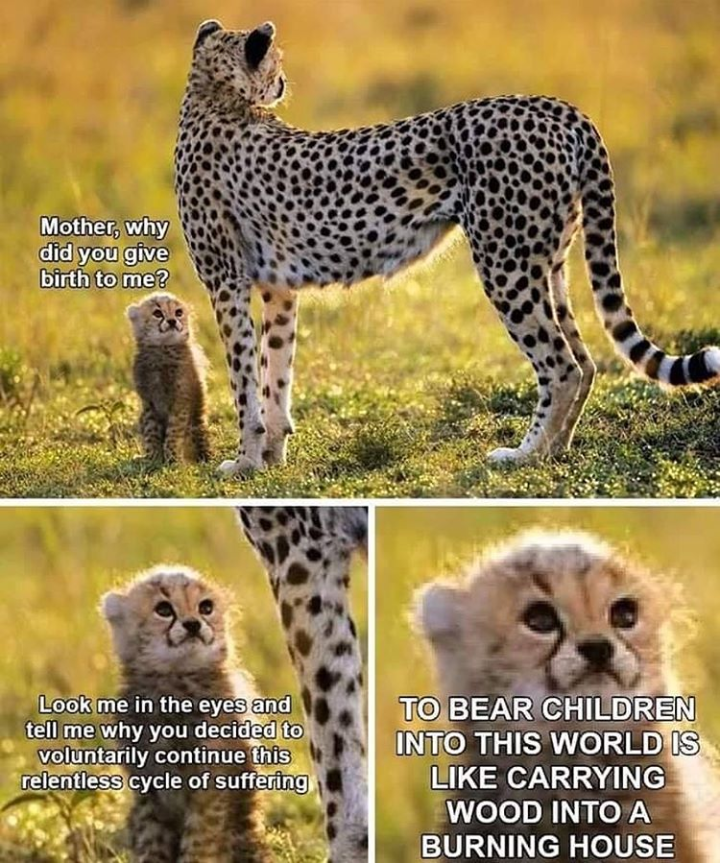 Mother, why
did you give
birth to me?
Look me in the eyes and
tell me why you decided to
voluntarily continue this
relentless cycle of suffering
TO BEAR CHILDREN
INTO THIS WORLD IS
LIKE CARRYING
WOOD INTO A
BURNING HOUSE